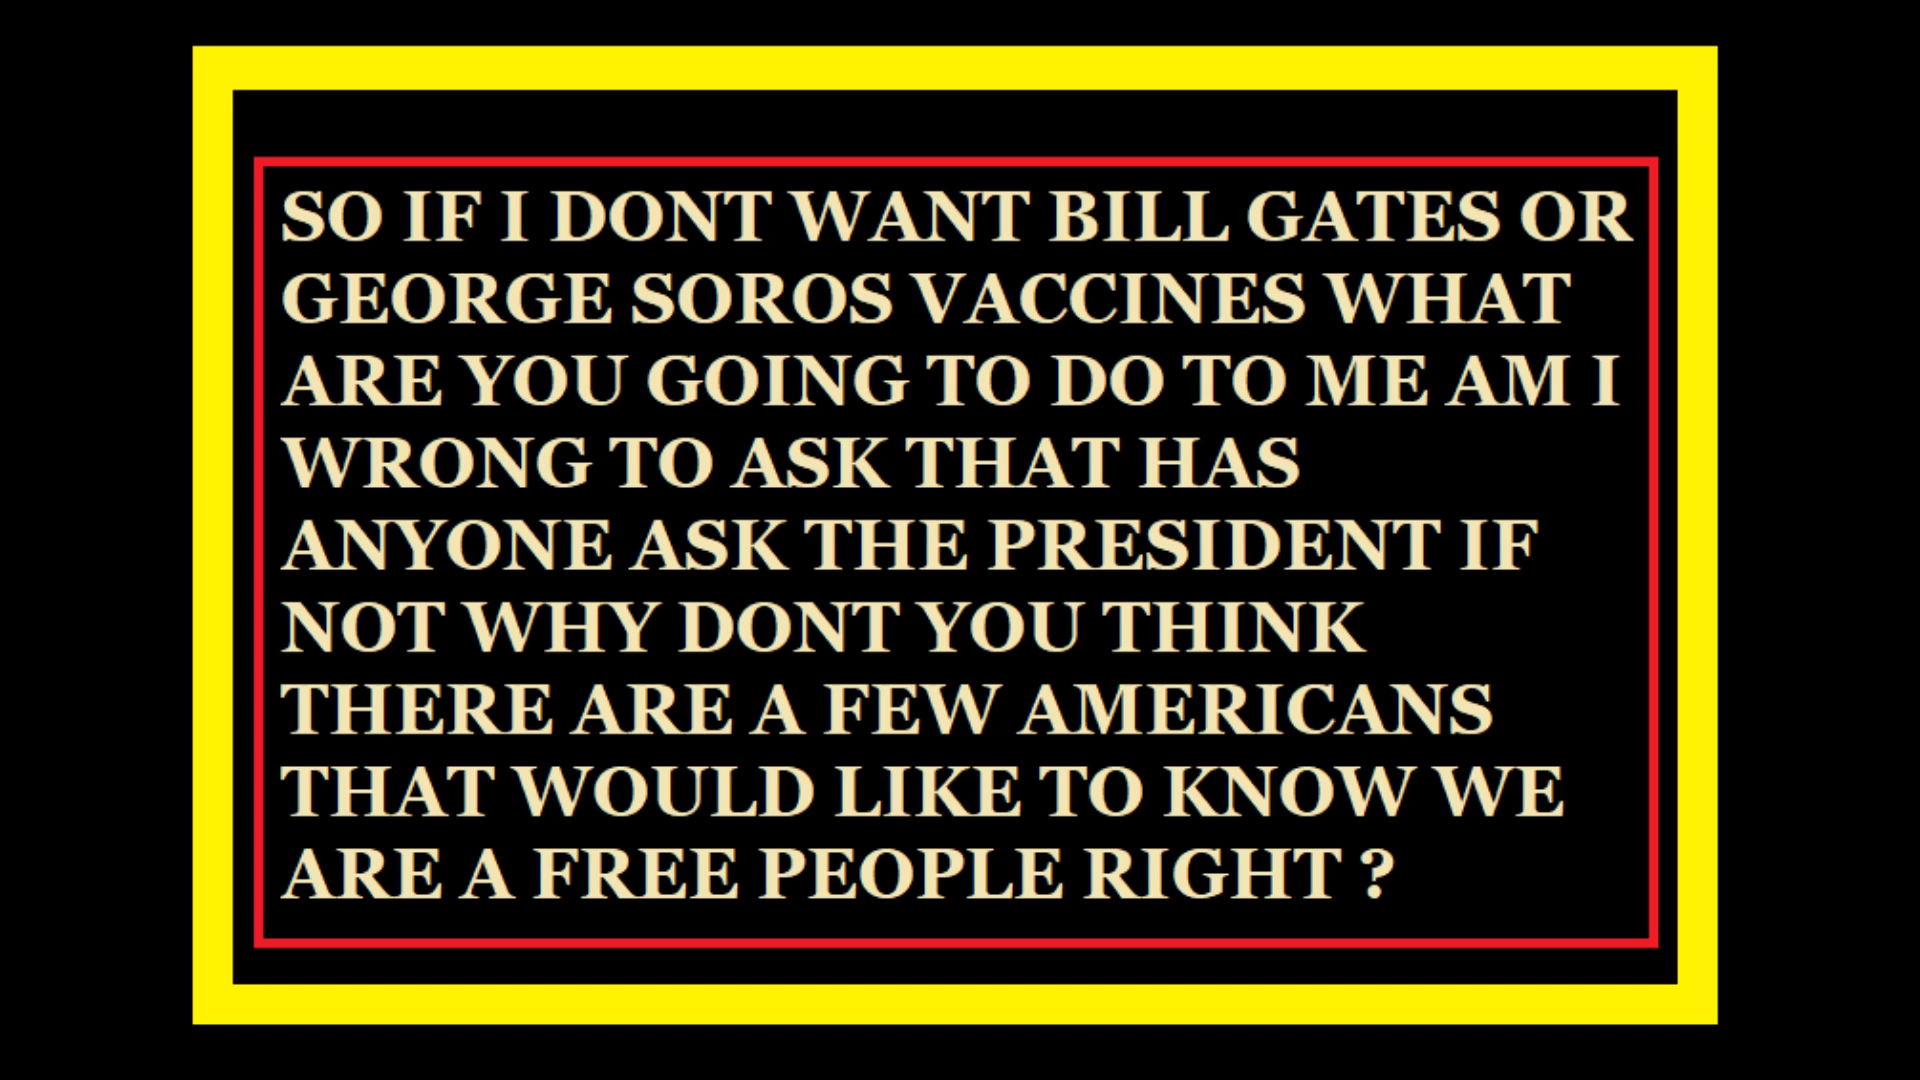 SO IF I DONT WANT BILL GATES OR
GEORGE SOROS VACCINES WHAT
ARE YOU GOING TO DO TO ME AM I
WRONG TO ASK THAT HAS
ANYONE ASK THE PRESIDENT IF
NOT WHY DONT YOU THINK
THERE ARE A FEW AMERICANS
THAT WOULD LIKE TO KNOW WE
ARE A FREE PEOPLE RIGHT ?